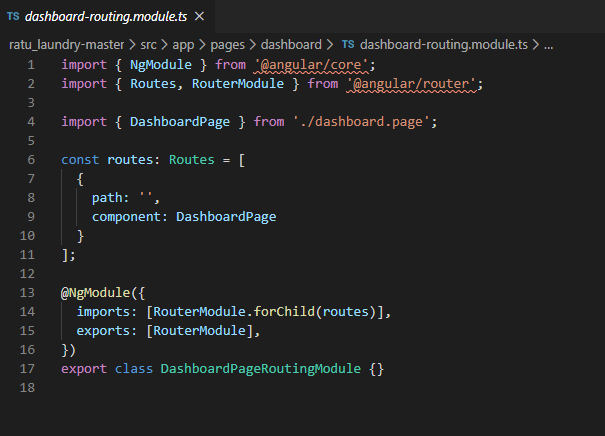 TS dashboard-routing.module.ts ×
ratu_laundry-master > src > app > pages > dashboard > TS dashboard-routing.module.ts > ...
1 import { NgModule } from '@angular/core';
2 import { Routes, RouterModule } from '@angular/router';
3
4 import { DashboardPage } from './dashboard.page';
5
6 const routes: Routes = [
7   {
8     path: '',
9     component: DashboardPage
10   }
11 ];
12
13 @NgModule({
14   imports: [RouterModule.forChild(routes)],
15   exports: [RouterModule],
16 })
17 export class DashboardPageRoutingModule {}
18